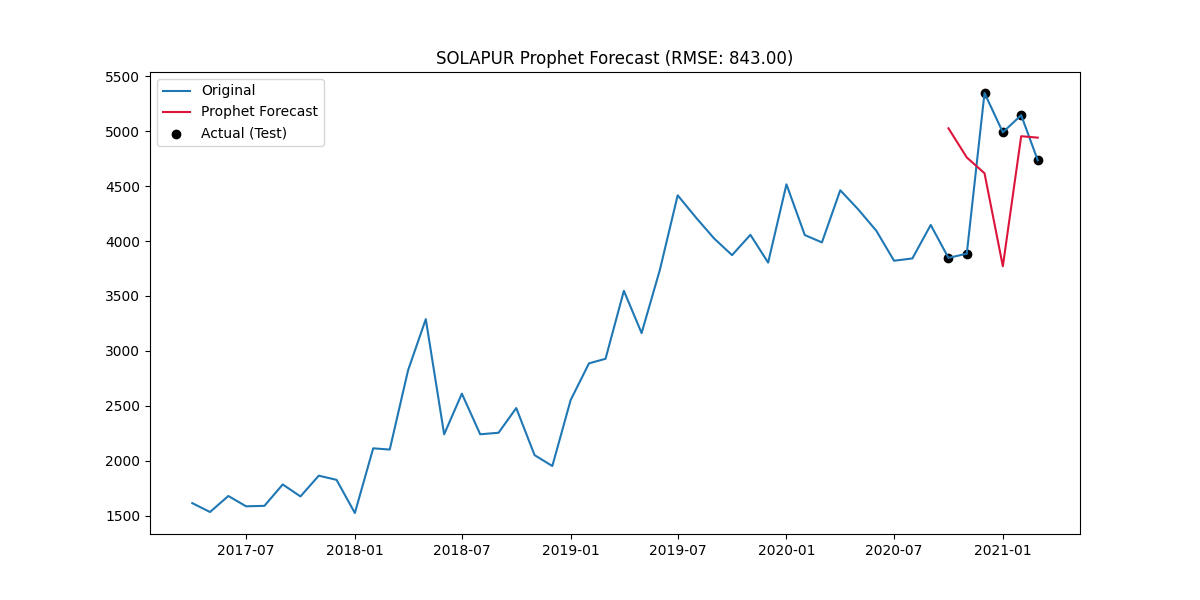 SOLAPUR Prophet Forecast (RMSE: 843.00)
Original
Prophet Forecast
Actual (Test)
5500
5000
4500
4000
3500
3000
2500
2000
1500
2017-07 2018-01 2018-07 2019-01 2019-07 2020-01 2020-07 2021-01